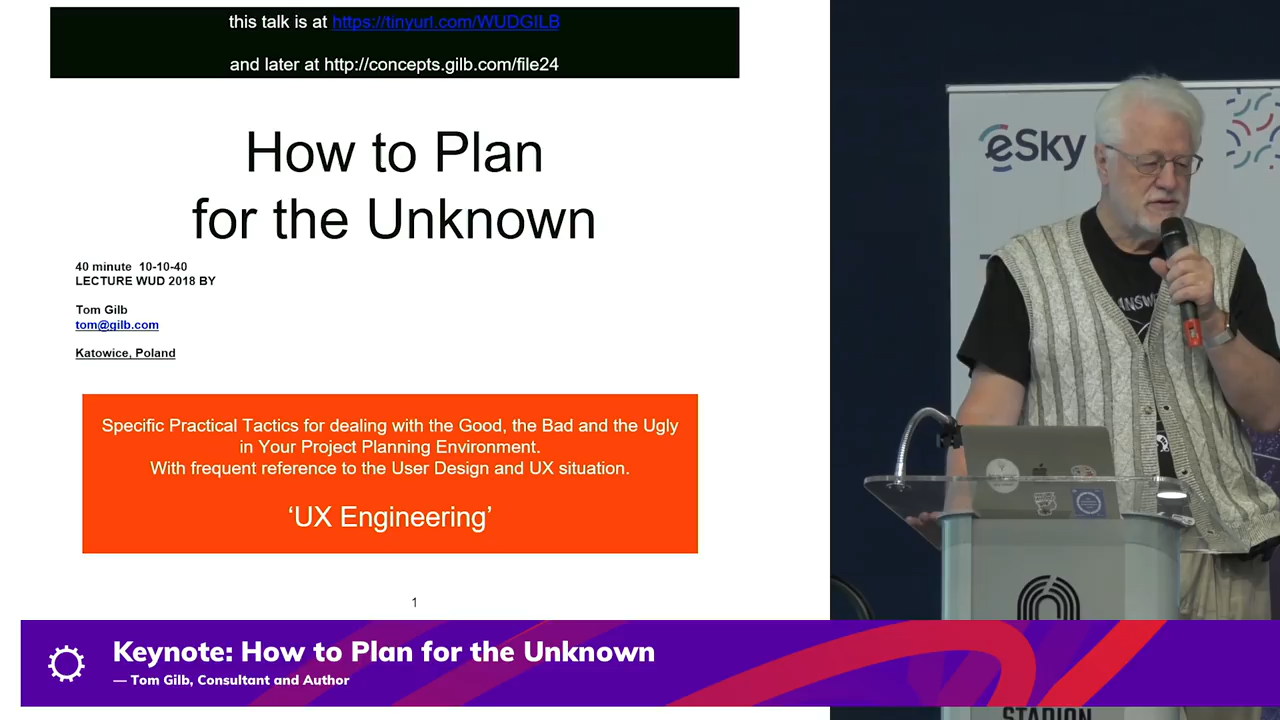 this talk is at https://tinyurl.com/WUDGILB
and later at http://concepts.gilb.com/file24
How to Plan
for the Unknown
40 minute 10-10-40
LECTURE WUD 2018 BY
Tom Gilb
tom@gilb.com
Katowice, Poland
Specific Practical Tactics for dealing with the Good, the Bad and the Ugly
in Your Project Planning Environment.
With frequent reference to the User Design and UX situation.
‘UX Engineering’
1
eSky
STADION
Keynote: How to Plan for the Unknown
— Tom Gilb, Consultant and Author